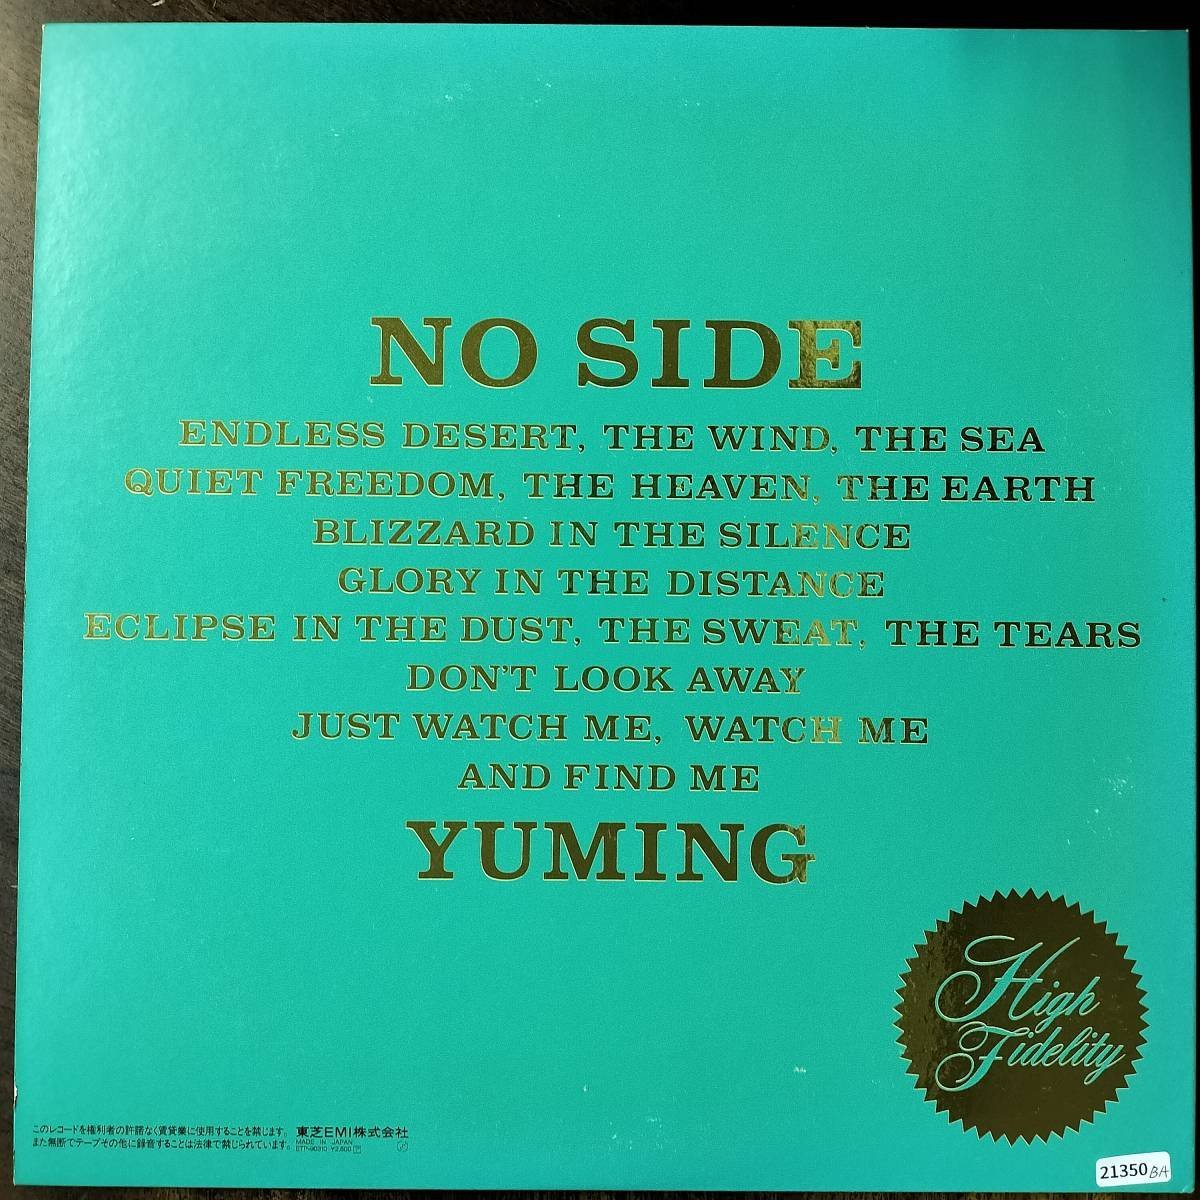 NO SIDE
ENDLESS DESERT, THE WIND, THE SEA
QUIET FREEDOM, THE HEAVEN, THE EARTH
BLIZZARD IN THE SILENCE
GLORY IN THE DISTANCE
ECLIPSE IN THE DUST, THE SWEAT, THE TEARS
DON'T LOOK AWAY
JUST WATCH ME, WATCH ME
AND FIND ME
YUMING
High
Fidelity
このレコードを権利者の許諾なく賃貸業に使用することを禁じます。
また無断でテープその他に録音することは法律で禁じられています。
東芝EMI株式会社
MADE IN JAPAN
ETP-90310 ¥2,800
21350 BA